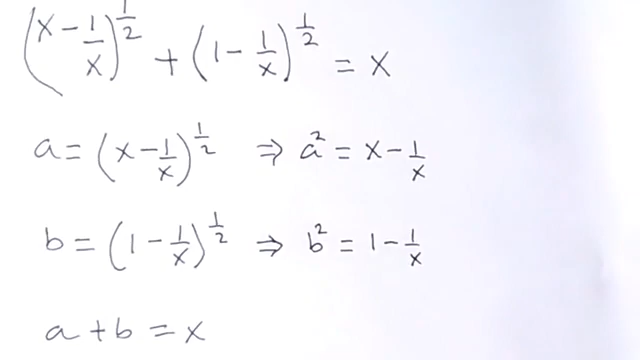 (x - 1/x)^(1/2) + (1 - 1/x)^(1/2) = x
a = (x - 1/x)^(1/2) ⇒ a² = x - 1/x
b = (1 - 1/x)^(1/2) ⇒ b² = 1 - 1/x
a + b = x